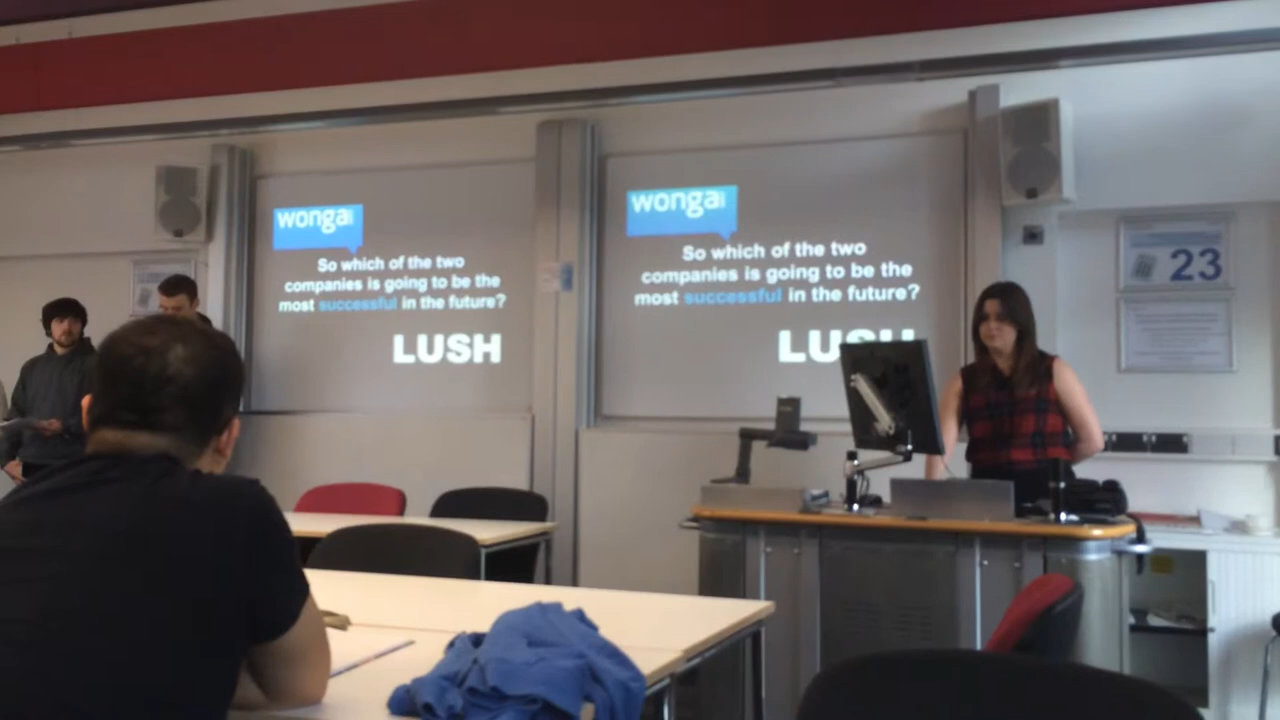 wonga
So which of the two
companies is going to be the
most successful in the future?
LUSH
wonga
So which of the two
companies is going to be the
most successful in the future?
LUSH
23